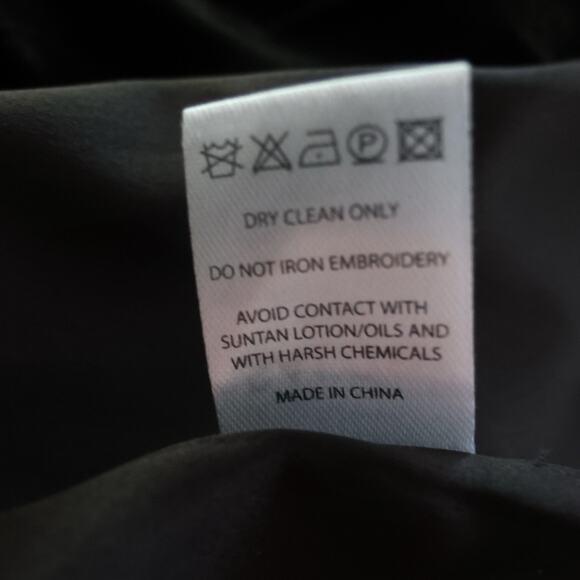 P
DRY CLEAN ONLY
DO NOT IRON EMBROIDERY
AVOID CONTACT WITH
SUNTAN LOTION/OILS AND
WITH HARSH CHEMICALS
MADE IN CHINA